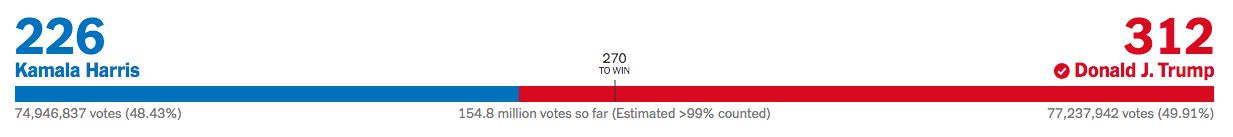 226
312
Kamala Harris
270
TO WIN
Donald J. Trump
74,946,837 votes (48.43%)
154.8 million votes so far (Estimated >99% counted)
77,237,942 votes (49.91%)